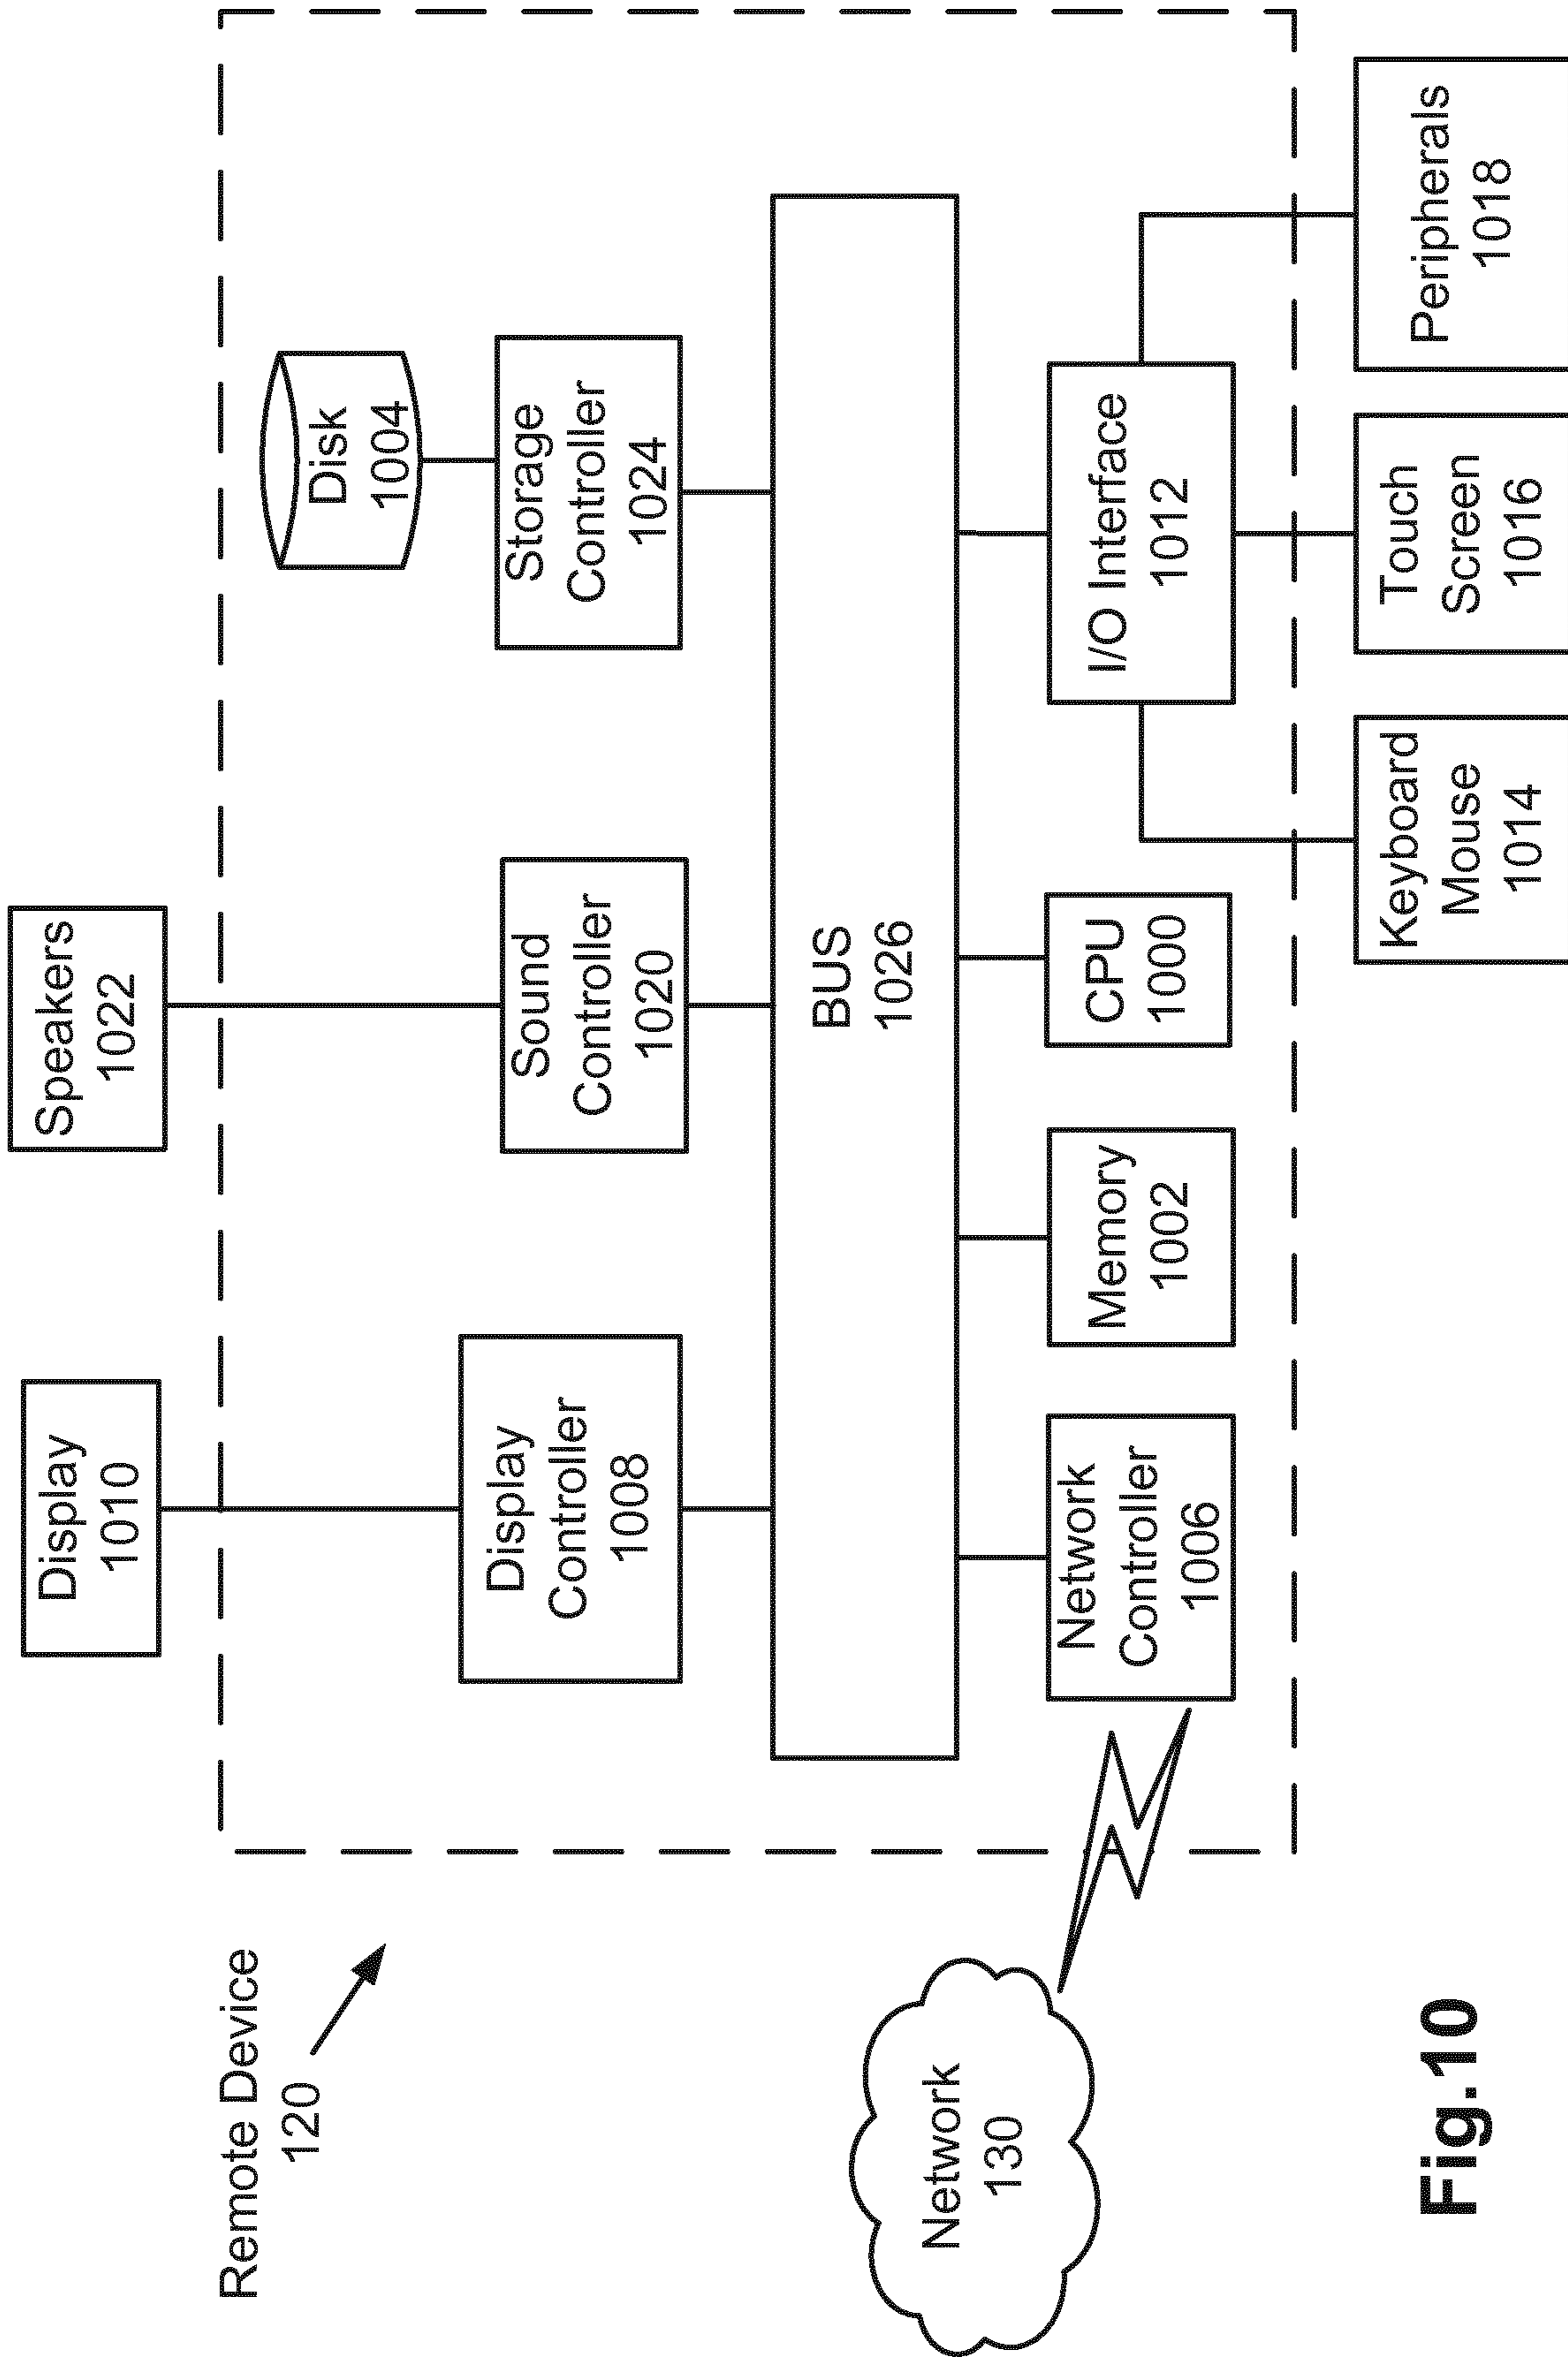 Remote Device
120
Display
1010
Speakers
1022
Disk
1004
Display
Controller
1008
Sound
Controller
1020
Storage
Controller
1024
BUS
1026
Network
130
Network
Controller
1006
Memory
1002
CPU
1000
I/O Interface
1012
Keyboard
Mouse
1014
Touch
Screen
1016
Peripherals
1018
Fig.10